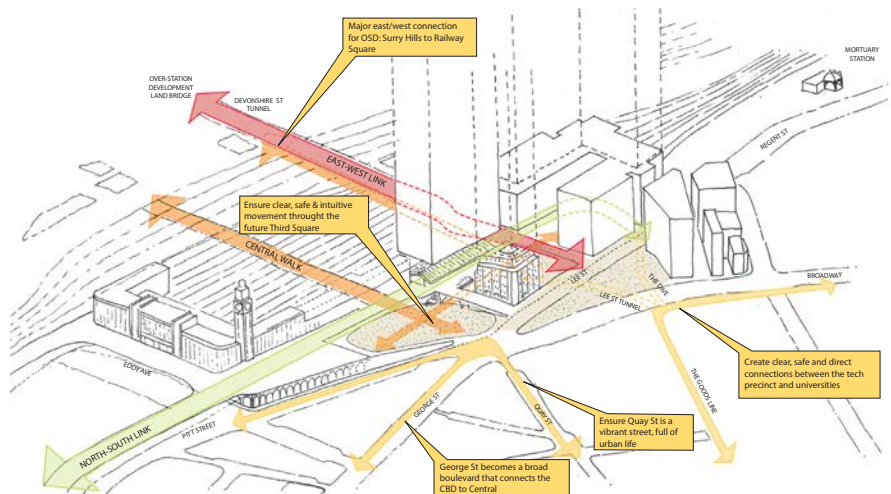 Major east/west connection
for OSD: Surry Hills to Railway
Square
MORTUARY
STATION
OVER-STATION
DEVELOPMENT
LAND BRIDGE
DEVONSHIRE ST
TUNNEL
REGENT ST
EAST-WEST LINK
Ensure clear, safe & intuitive
movement throught the
future Third Square
CENTRAL WALK
LEE ST
THE DIVE
BROADWAY
LEE ST TUNNEL
EDDY AVE
Create clear, safe and direct
connections between the tech
precinct and universities
THE GOODS LINE
GEORGE ST
QUAY ST
PITT STREET
NORTH-SOUTH LINK
Ensure Quay St is a
vibrant street, full of
urban life
George St becomes a broad
boulevard that connects the
CBD to Central